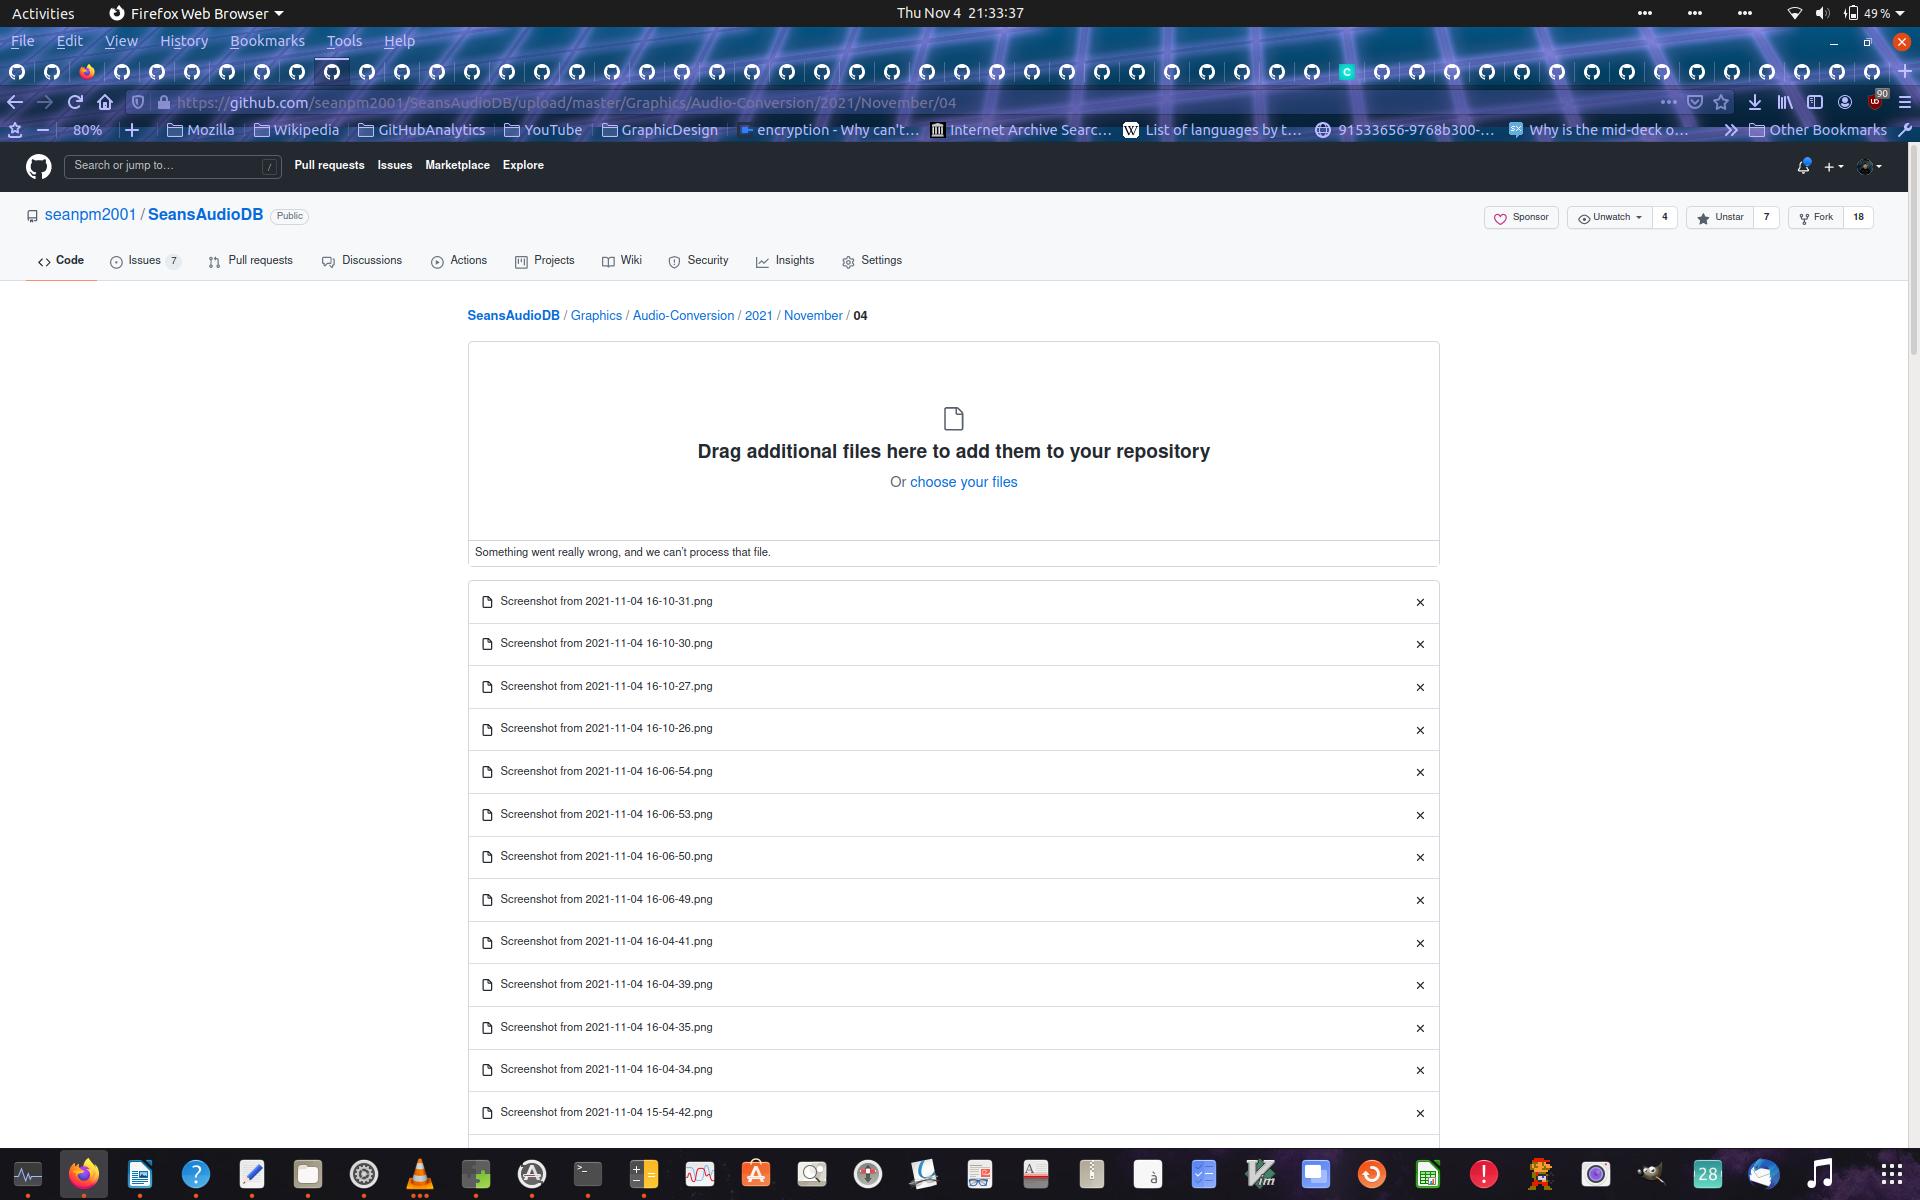 Activities Firefox Web Browser Thu Nov 4 21:33:37 49 %
File Edit View History Bookmarks Tools Help
https://github.com/seanpm2001/SeansAudioDB/upload/master/Graphics/Audio-Conversion/2021/November/04 90
80% Mozilla Wikipedia GitHubAnalytics YouTube GraphicDesign encryption - Why can't… Internet Archive Searc… List of languages by t… 91533656-9768b300-… Why is the mid-deck o… Other Bookmarks
Search or jump to… / Pull requests Issues Marketplace Explore
seanpm2001 / SeansAudioDB Public Sponsor Unwatch 4 Unstar 7 Fork 18
Code Issues 7 Pull requests Discussions Actions Projects Wiki Security Insights Settings
SeansAudioDB / Graphics / Audio-Conversion / 2021 / November / 04
Drag additional files here to add them to your repository
Or choose your files
Something went really wrong, and we can't process that file.
Screenshot from 2021-11-04 16-10-31.png
Screenshot from 2021-11-04 16-10-30.png
Screenshot from 2021-11-04 16-10-27.png
Screenshot from 2021-11-04 16-10-26.png
Screenshot from 2021-11-04 16-06-54.png
Screenshot from 2021-11-04 16-06-53.png
Screenshot from 2021-11-04 16-06-50.png
Screenshot from 2021-11-04 16-06-49.png
Screenshot from 2021-11-04 16-04-41.png
Screenshot from 2021-11-04 16-04-39.png
Screenshot from 2021-11-04 16-04-35.png
Screenshot from 2021-11-04 16-04-34.png
Screenshot from 2021-11-04 15-54-42.png
28